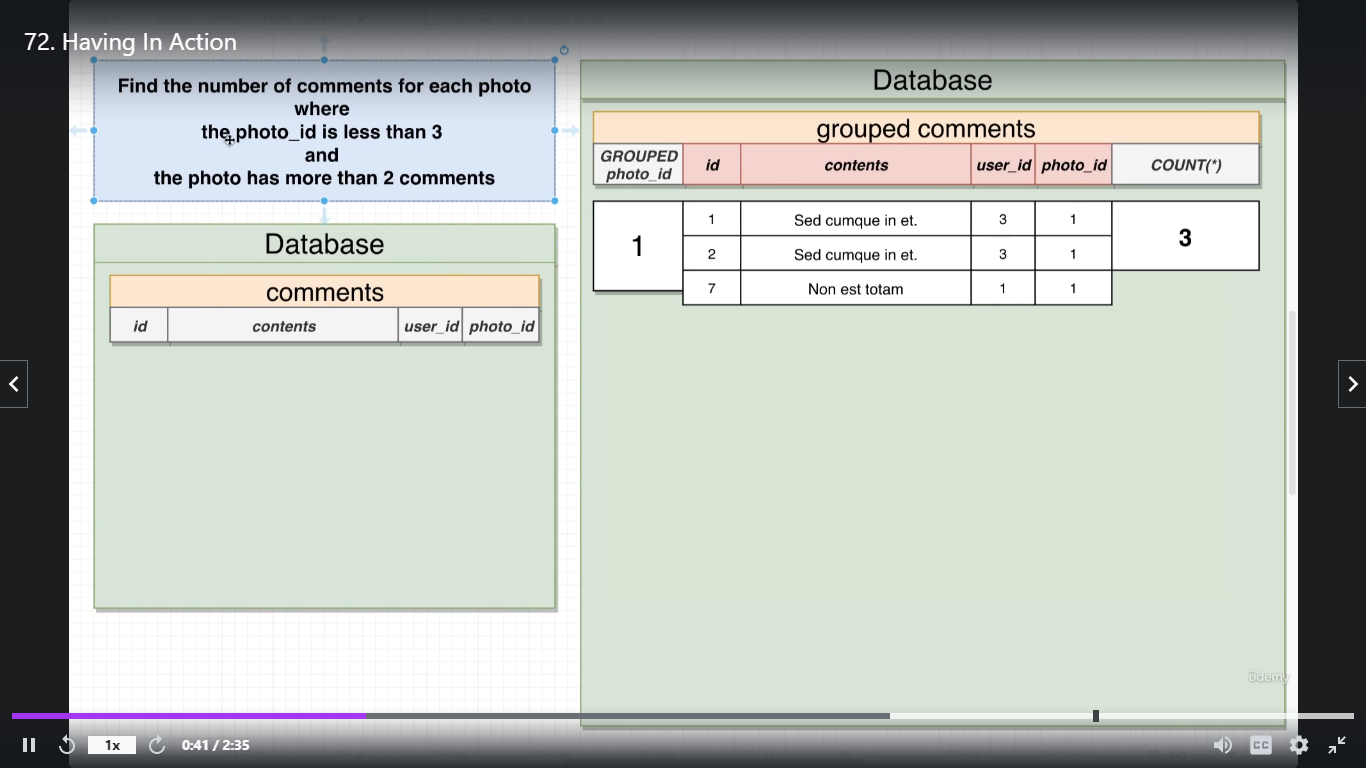 72. Having In Action
Find the number of comments for each photo
where
the photo_id is less than 3
and
the photo has more than 2 comments
Database
comments
id contents user_id photo_id
Database
grouped comments
GROUPED
photo_id
id contents user_id photo_id COUNT(*)
1
1 Sed cumque in et. 3 1
2 Sed cumque in et. 3 1
7 Non est totam 1 1
3
ûdemy
1x
0:41 / 2:35
CC